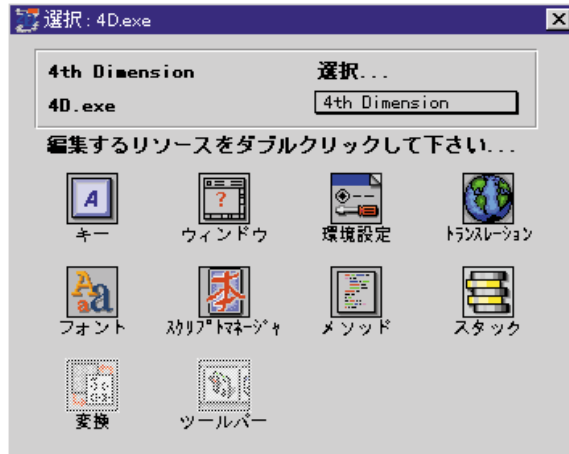 選択 : 4D.exe
4th Dimension 選択...
4D.exe 4th Dimension
編集するリソースをダブルクリックして下さい...
A ?
キー ウィンドウ 環境設定 トランスレーション
Aa
a a
フォント スクリプトマネージャ メソッド スタック
変換 ツールバー